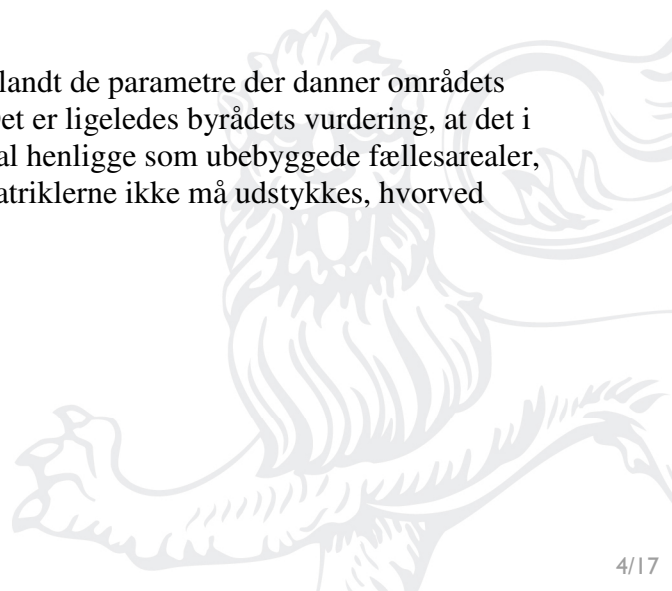 landt de parametre der danner områdets
et er ligeledes byrådets vurdering, at det i
al henligge som ubebyggede fællesarealer,
atriklerne ikke må udstykkes, hvorved
4/17